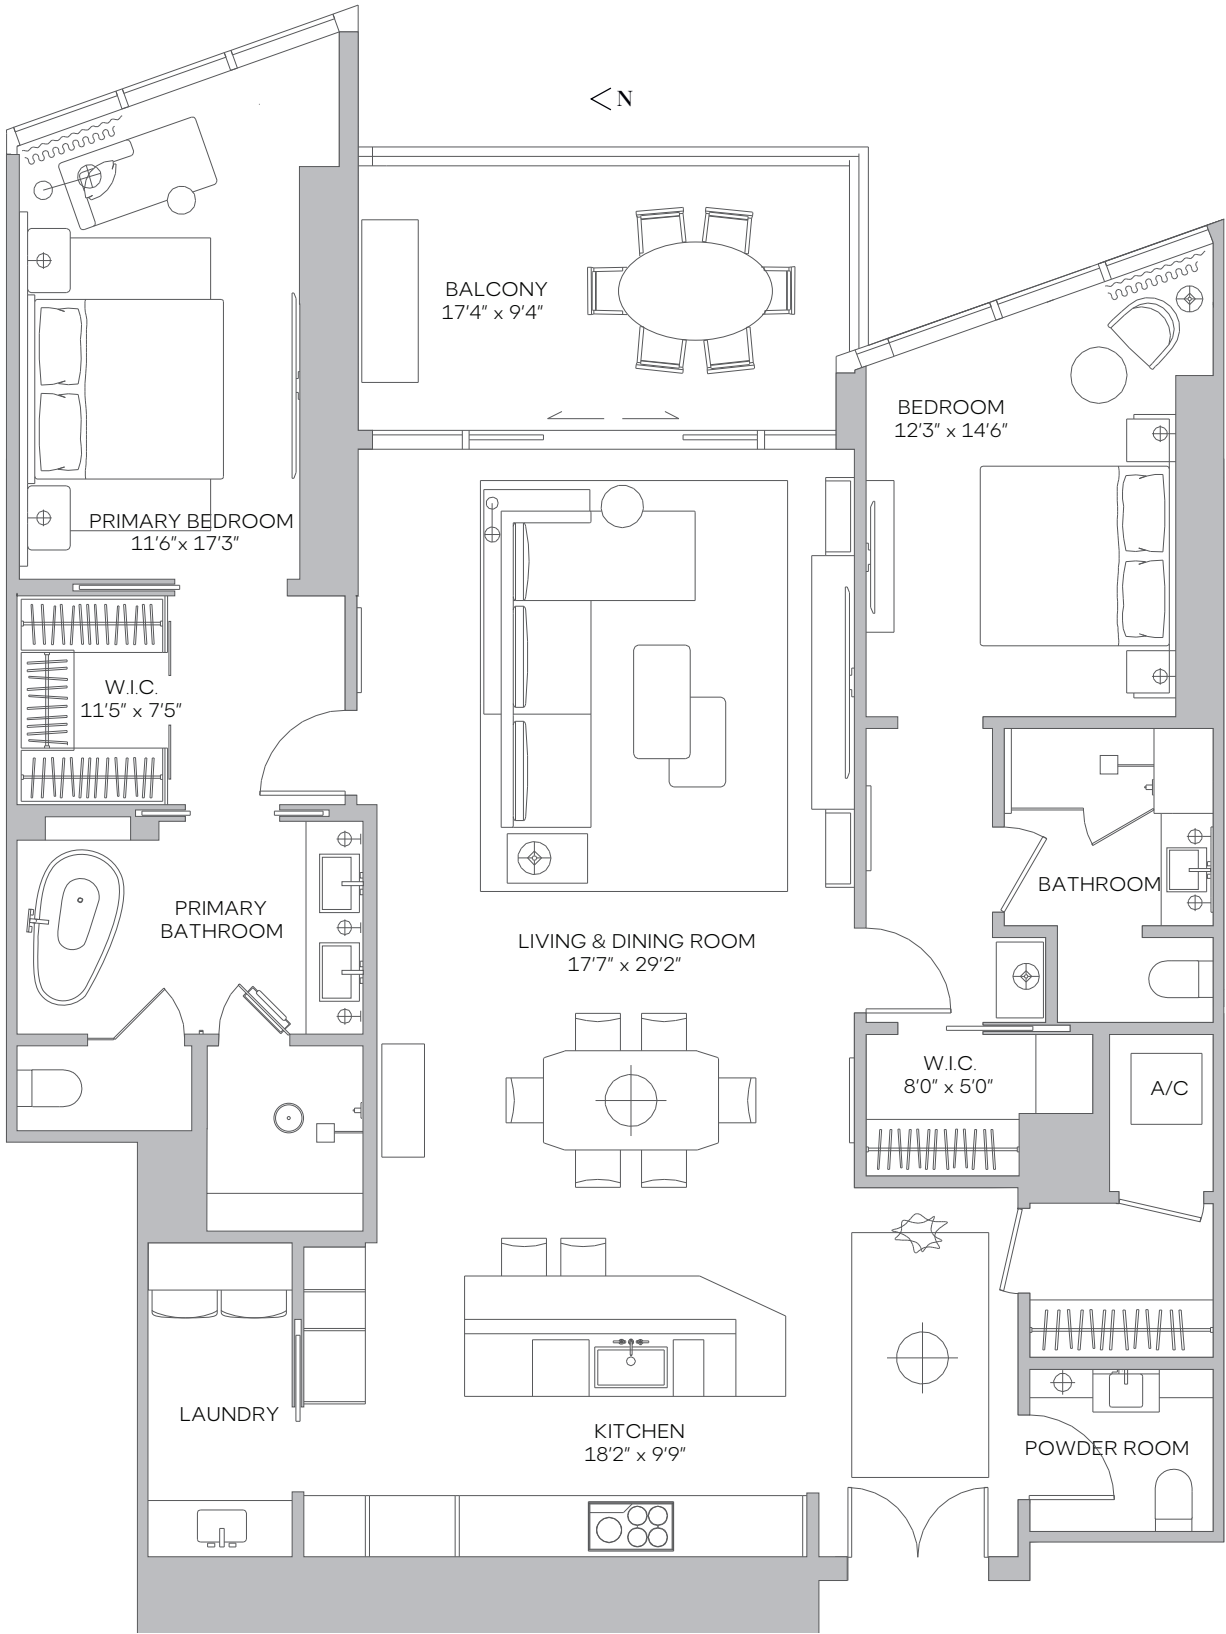 N
BALCONY
17'4" x 9'4"
BEDROOM
12'3" x 14'6"
PRIMARY BEDROOM
11'6"x 17'3"
W.I.C.
11'5" x 7'5"
BATHROOM
PRIMARY
BATHROOM
LIVING & DINING ROOM
17'7" x 29'2"
W.I.C.
8'0" x 5'0"
A/C
LAUNDRY
KITCHEN
18'2" x 9'9"
POWDER ROOM